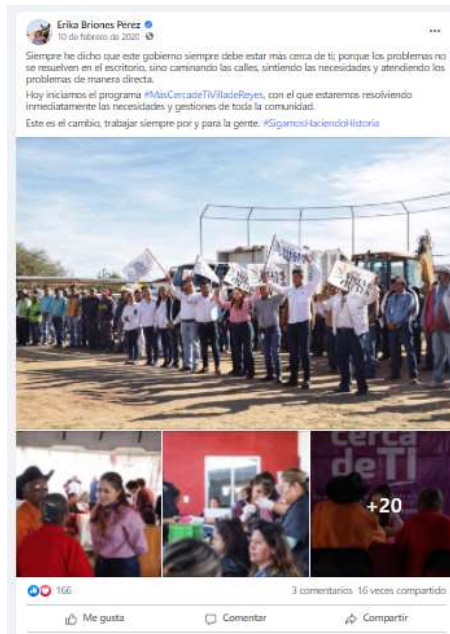 Erika Briones Pérez
10 de febrero de 2020
Siempre he dicho que este gobierno siempre debe estar más cerca de ti; porque los problemas no
se resuelven en el escritorio, sino caminando las calles, sintiendo las necesidades y atendiendo los
problemas de manera directa.
Hoy iniciamos el programa #MásCercadeTiVilladeReyes, con el que estaremos resolviendo
inmediatamente las necesidades y gestiones de toda la comunidad.
Este es el cambio, trabajar siempre por y para la gente. #SigamosHaciendoHistoria
cerca
de TI
+20
166
3 comentarios 16 veces compartido
Me gusta
Comentar
Compartir